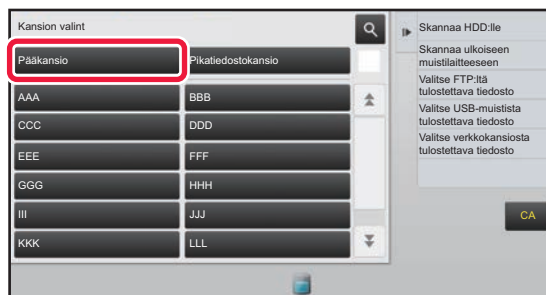 Kansion valint
Pääkansio
Pikatiedostokansio
AAA
BBB
CCC
DDD
EEE
FFF
GGG
HHH
III
JJJ
KKK
LLL
Skannaa HDD:lle
Skannaa ulkoiseen
muistilaitteeseen
Valitse FTP:ltä
tulostettava tiedosto
Valitse USB-muistista
tulostettava tiedosto
Valitse verkkokansiosta
tulostettava tiedosto
CA